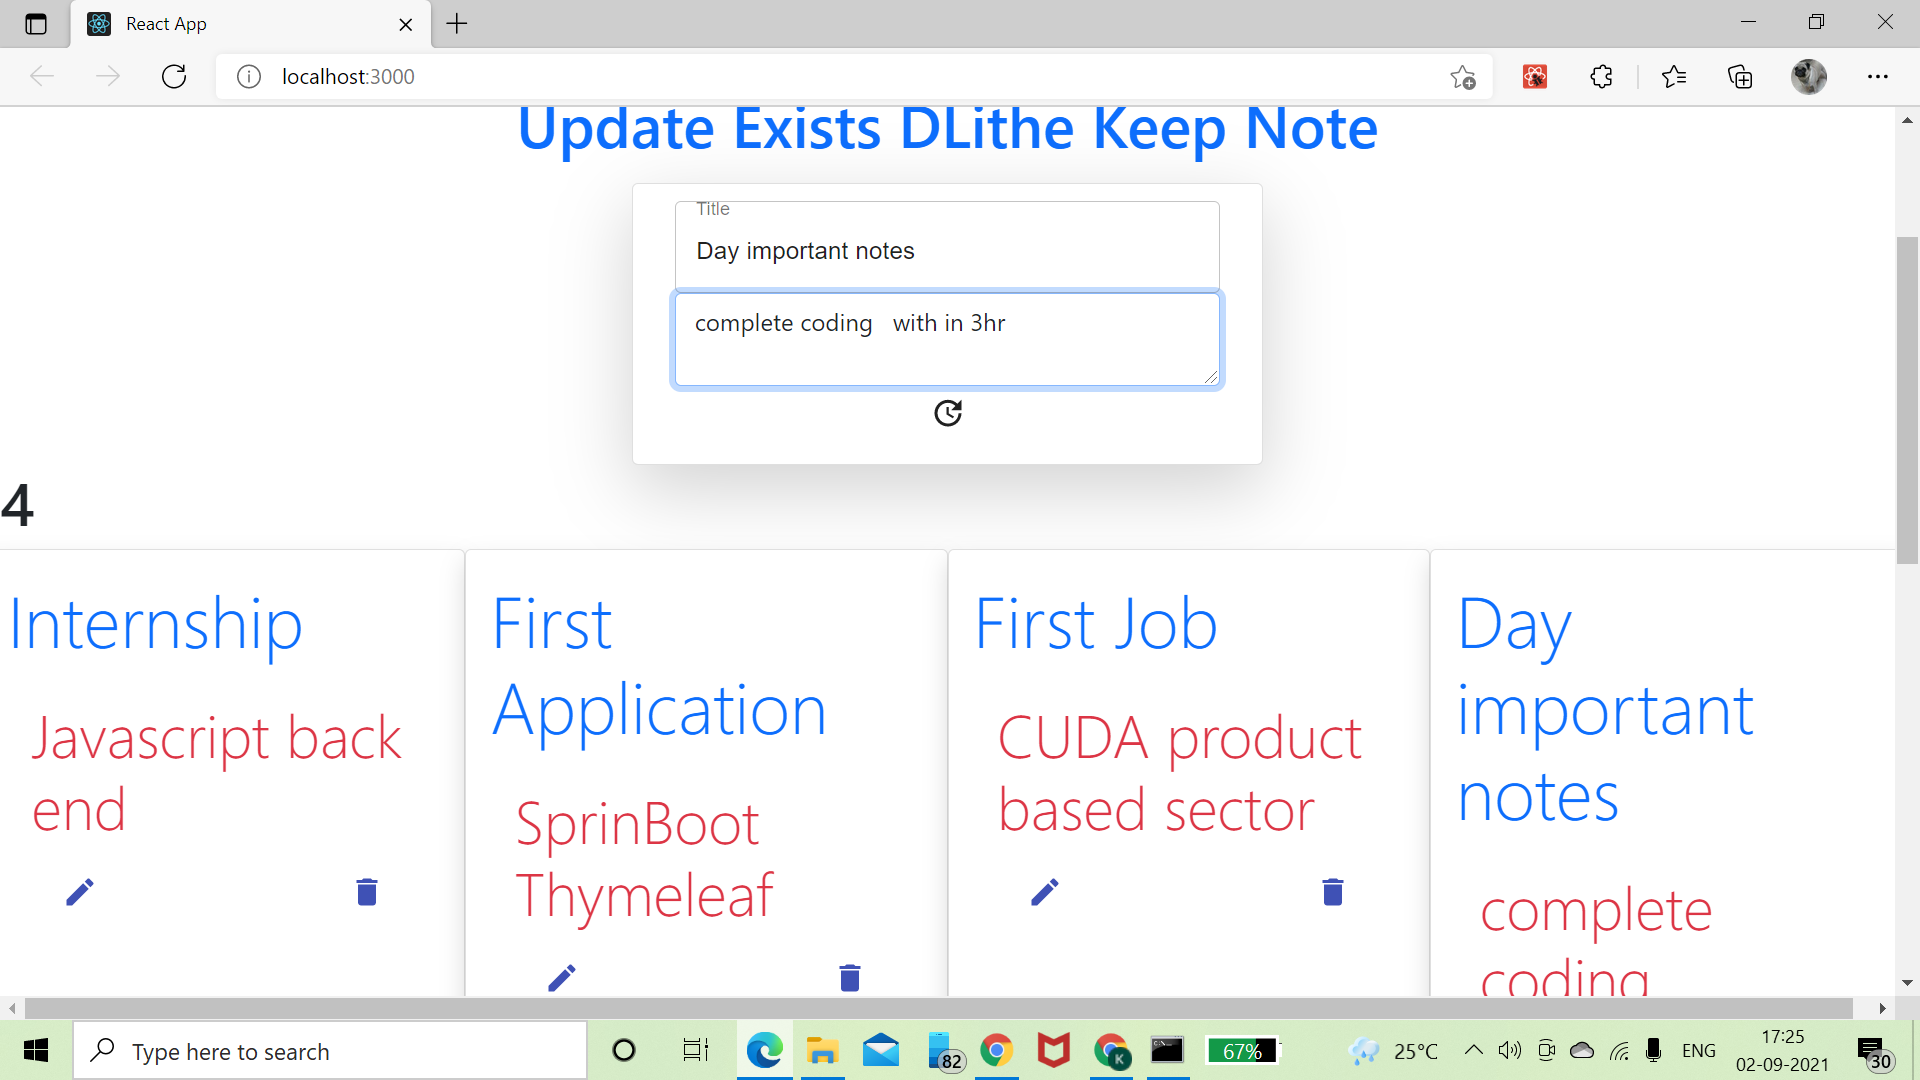 React App
localhost:3000
Update Exists DLithe Keep Note
Title
Day important notes
complete coding   with in 3hr
4
Internship
Javascript back
end
First
Application
SprinBoot
Thymeleaf
First Job
CUDA product
based sector
Day
important
notes
complete
coding
Type here to search
82
K
67%
25°C
ENG
17:25
02-09-2021
30